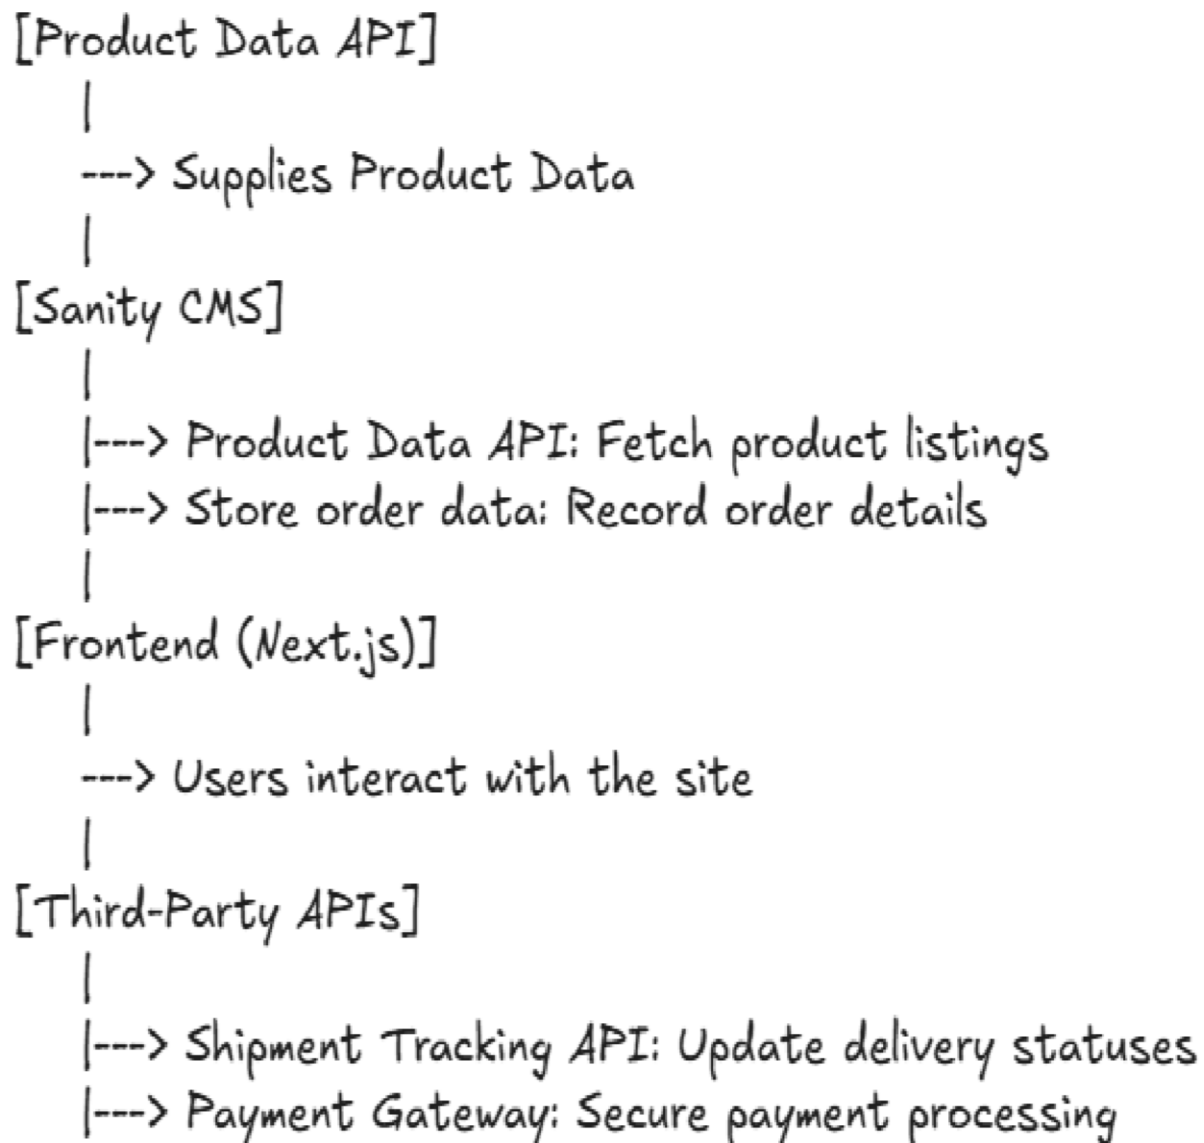 [Product Data API]
|
---> Supplies Product Data
|
[Sanity CMS]
|
|---> Product Data API: Fetch product listings
|---> Store order data: Record order details
|
[Frontend (Next.js)]
|
---> Users interact with the site
|
[Third-Party APIs]
|
|---> Shipment Tracking API: Update delivery statuses
|---> Payment Gateway: Secure payment processing